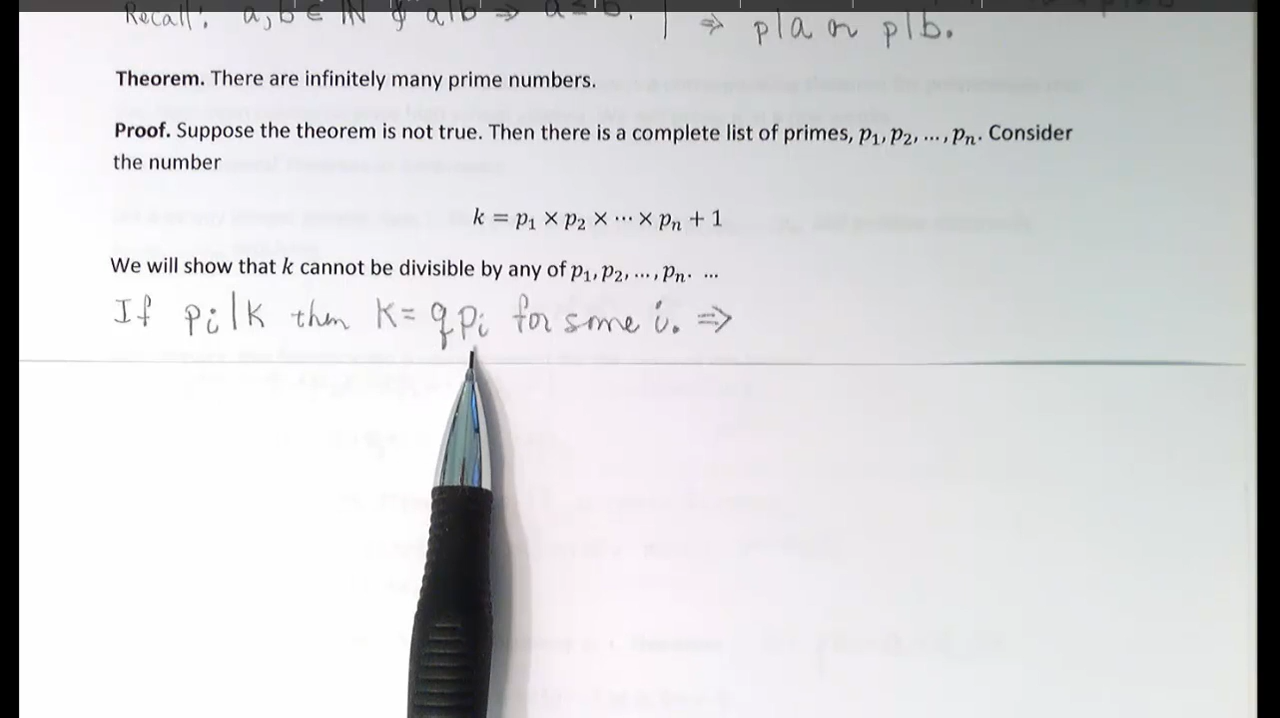 Recall: a, b ∈ ℕ & a|b ⇒ a ≤ b. | ⇒ p|a or p|b.
Theorem. There are infinitely many prime numbers.
Proof. Suppose the theorem is not true. Then there is a complete list of primes, p₁, p₂, …, pₙ. Consider
the number
k = p₁ × p₂ × ⋯ × pₙ + 1
We will show that k cannot be divisible by any of p₁, p₂, …, pₙ. …
If pᵢ|k then k = qpᵢ for some i. ⇒